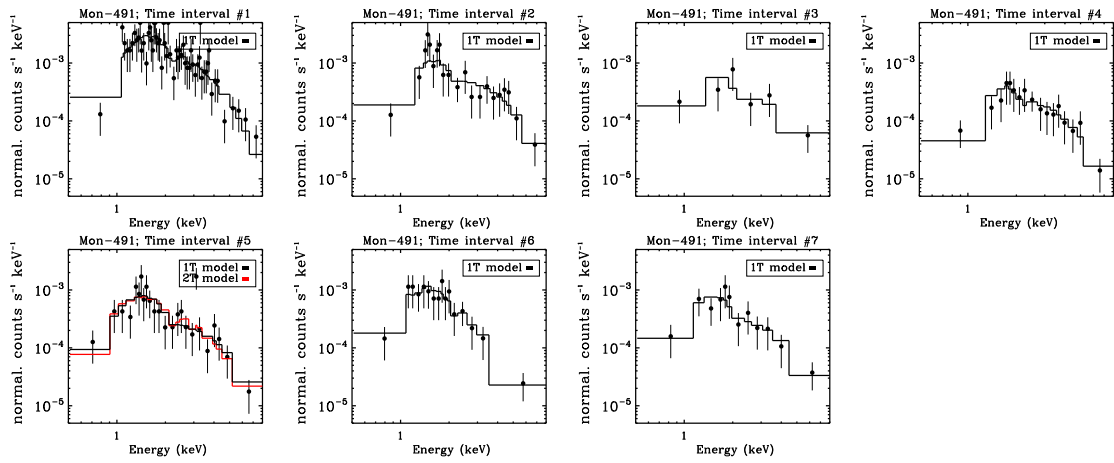 Mon-491; Time interval #1
1T model
normal. counts s⁻¹ keV⁻¹
10⁻³
10⁻⁴
10⁻⁵
1
Energy (keV)
Mon-491; Time interval #2
1T model
normal. counts s⁻¹ keV⁻¹
10⁻³
10⁻⁴
10⁻⁵
1
Energy (keV)
Mon-491; Time interval #3
1T model
normal. counts s⁻¹ keV⁻¹
10⁻³
10⁻⁴
10⁻⁵
1
Energy (keV)
Mon-491; Time interval #4
1T model
normal. counts s⁻¹ keV⁻¹
10⁻³
10⁻⁴
10⁻⁵
1
Energy (keV)
Mon-491; Time interval #5
1T model
2T model
normal. counts s⁻¹ keV⁻¹
10⁻³
10⁻⁴
10⁻⁵
1
Energy (keV)
Mon-491; Time interval #6
1T model
normal. counts s⁻¹ keV⁻¹
10⁻³
10⁻⁴
10⁻⁵
1
Energy (keV)
Mon-491; Time interval #7
1T model
normal. counts s⁻¹ keV⁻¹
10⁻³
10⁻⁴
10⁻⁵
1
Energy (keV)